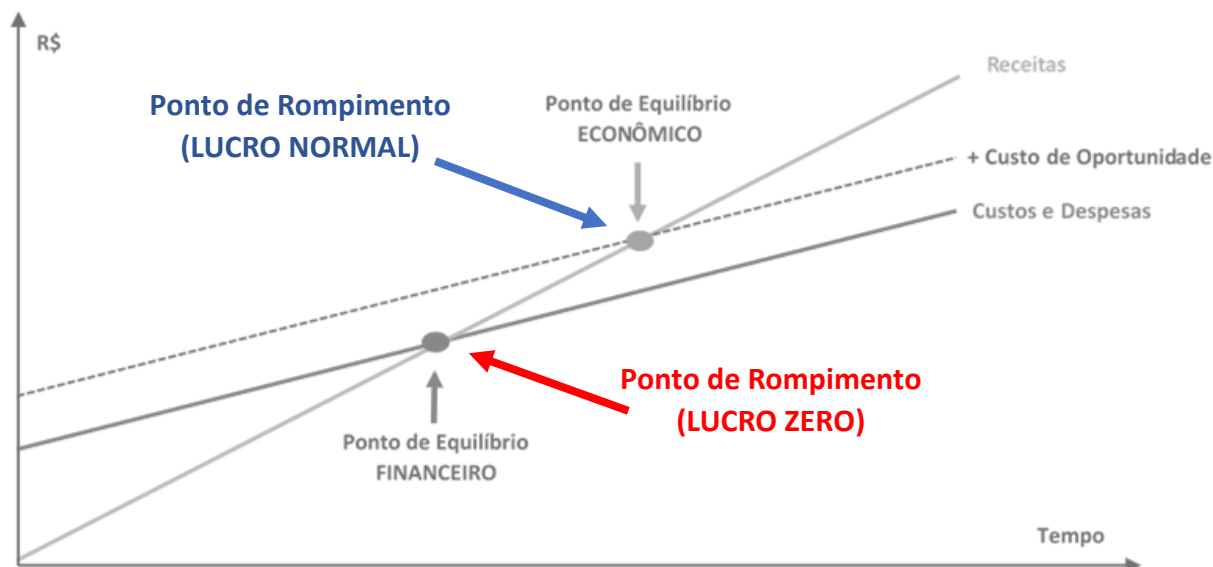 R$
Receitas
Ponto de Rompimento
(LUCRO NORMAL)
Ponto de Equilíbrio
ECONÔMICO
+ Custo de Oportunidade
Custos e Despesas
Ponto de Rompimento
(LUCRO ZERO)
Ponto de Equilíbrio
FINANCEIRO
Tempo